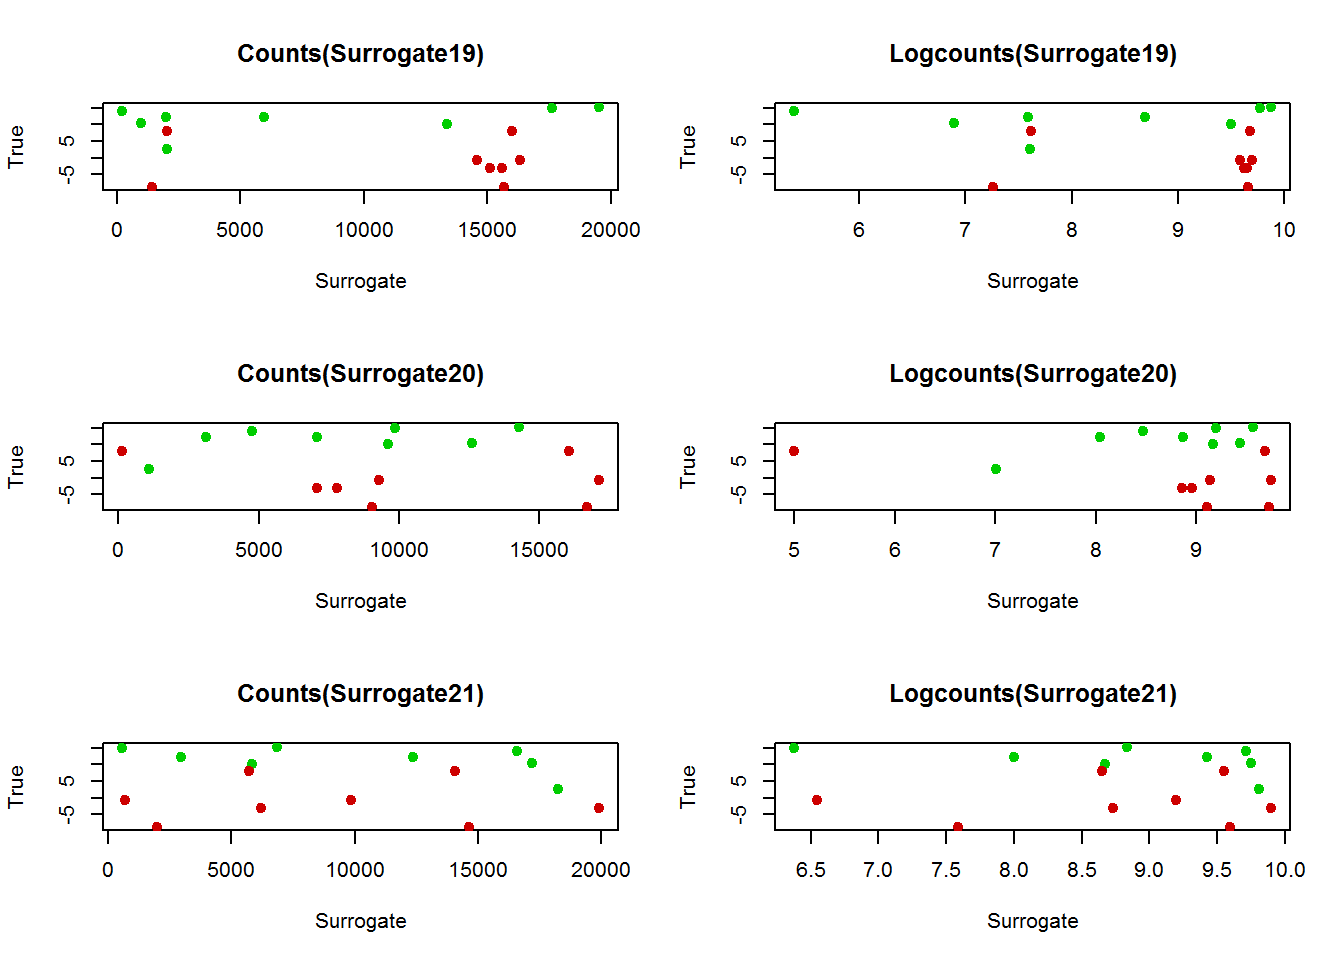 Counts(Surrogate19)
True
5
-5
0 5000 10000 15000 20000
Surrogate
Logcounts(Surrogate19)
True
5
-5
6 7 8 9 10
Surrogate
Counts(Surrogate20)
True
5
-5
0 5000 10000 15000
Surrogate
Logcounts(Surrogate20)
True
5
-5
5 6 7 8 9
Surrogate
Counts(Surrogate21)
True
5
-5
0 5000 10000 15000 20000
Surrogate
Logcounts(Surrogate21)
True
5
-5
6.5 7.0 7.5 8.0 8.5 9.0 9.5 10.0
Surrogate